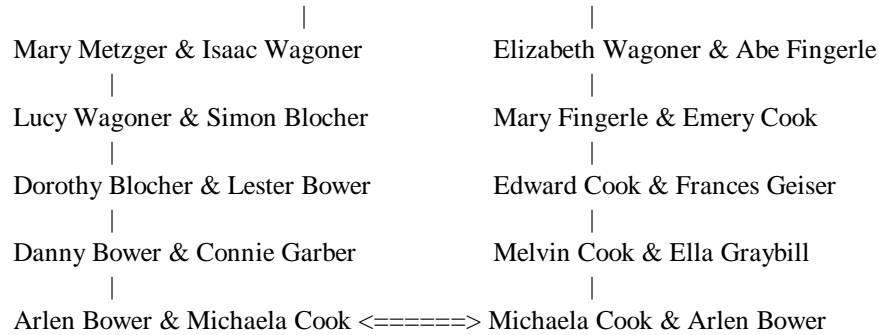 Mary Metzger & Isaac Wagoner Elizabeth Wagoner & Abe Fingerle
Lucy Wagoner & Simon Blocher Mary Fingerle & Emery Cook
Dorothy Blocher & Lester Bower Edward Cook & Frances Geiser
Danny Bower & Connie Garber Melvin Cook & Ella Graybill
Arlen Bower & Michaela Cook <======> Michaela Cook & Arlen Bower